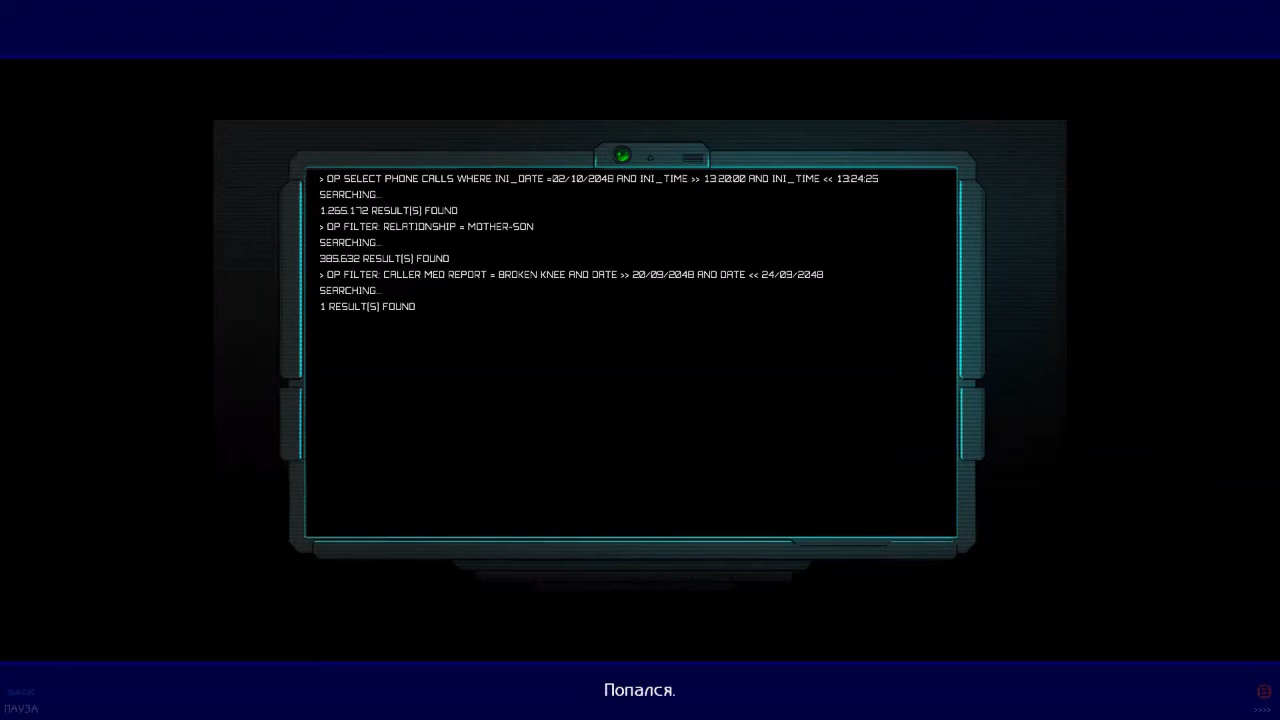 > OP SELECT PHONE CALLS WHERE INI_DATE =02/10/2048 AND INI_TIME >> 13:20:00 AND INI_TIME << 13:24:25
SEARCHING...
1.265.172 RESULT(S) FOUND
> OP FILTER: RELATIONSHIP = MOTHER-SON
SEARCHING...
385.632 RESULT(S) FOUND
> OP FILTER: CALLER MED REPORT = BROKEN KNEE AND DATE >> 20/09/2048 AND DATE << 24/09/2048
SEARCHING...
1 RESULT(S) FOUND
Попался.
BACK
ПАУЗА
B
>>>>